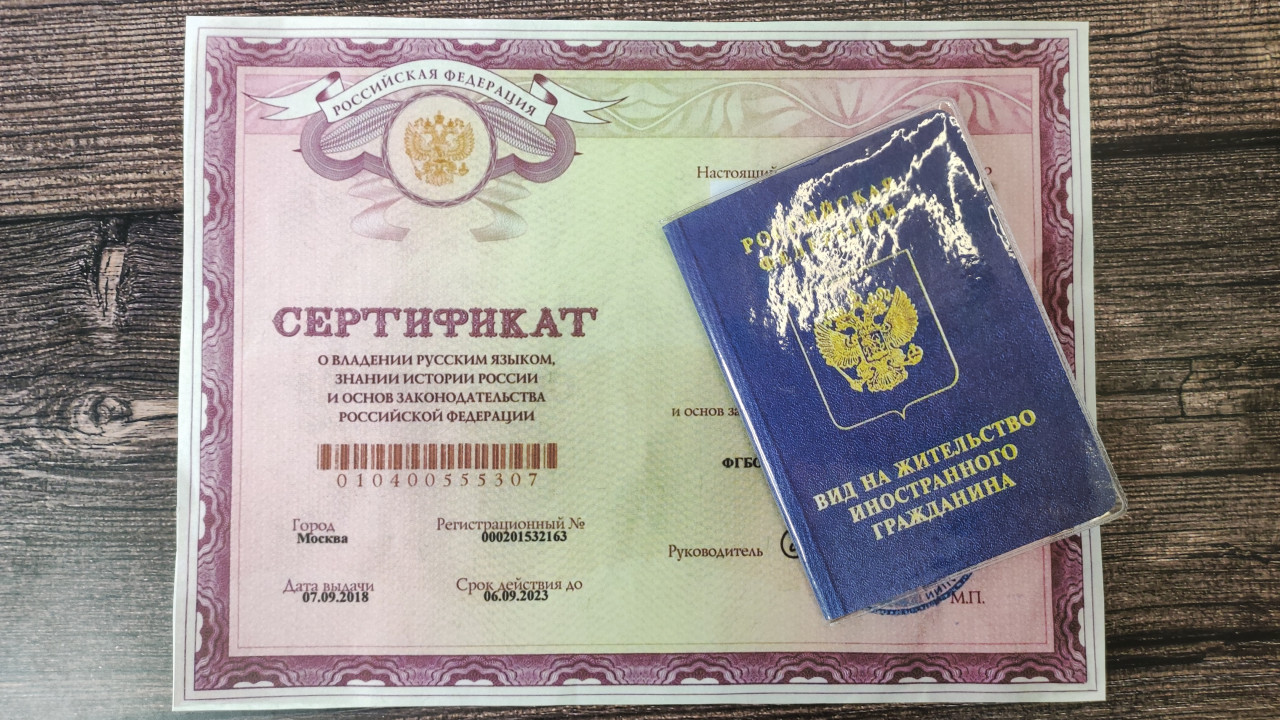 РОССИЙСКАЯ ФЕДЕРАЦИЯ
СЕРТИФИКАТ
О ВЛАДЕНИИ РУССКИМ ЯЗЫКОМ,
ЗНАНИИ ИСТОРИИ РОССИИ
И ОСНОВ ЗАКОНОДАТЕЛЬСТВА
РОССИЙСКОЙ ФЕДЕРАЦИИ
010400555307
Город
Москва
Регистрационный №
000201532163
Дата выдачи
07.09.2018
Срок действия до
06.09.2023
Настоящий
и основ
Руководитель
М.П.
РОССИЙСКАЯ
ФЕДЕРАЦИЯ
ВИД НА ЖИТЕЛЬСТВО
ИНОСТРАННОГО
ГРАЖДАНИНА